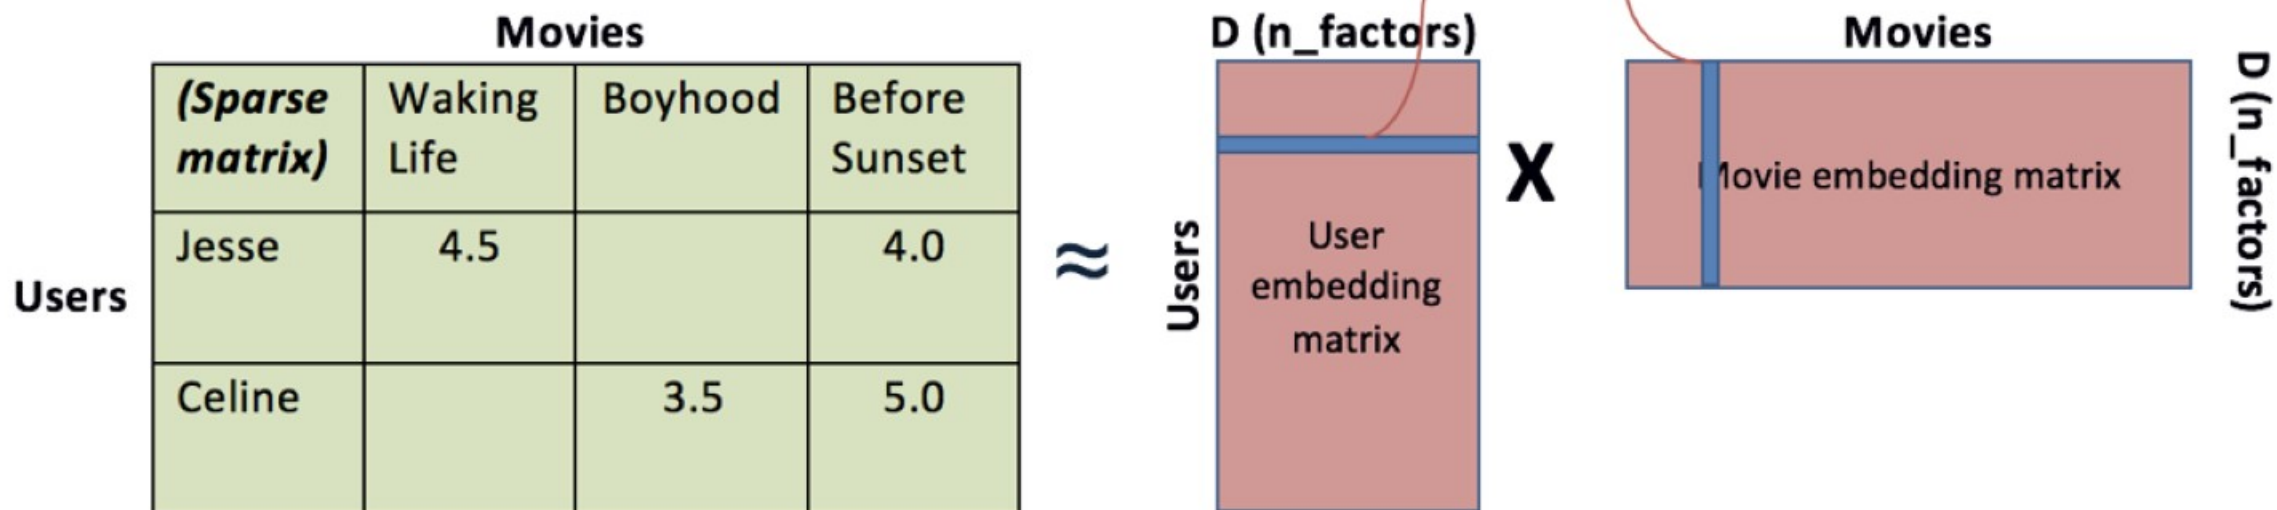 Movies
(Sparse
matrix)
Waking
Life
Boyhood
Before
Sunset
Users
Jesse
4.5
4.0
Celine
3.5
5.0
≈
D (n_factors)
Users
User
embedding
matrix
X
Movies
Movie embedding matrix
D (n_factors)